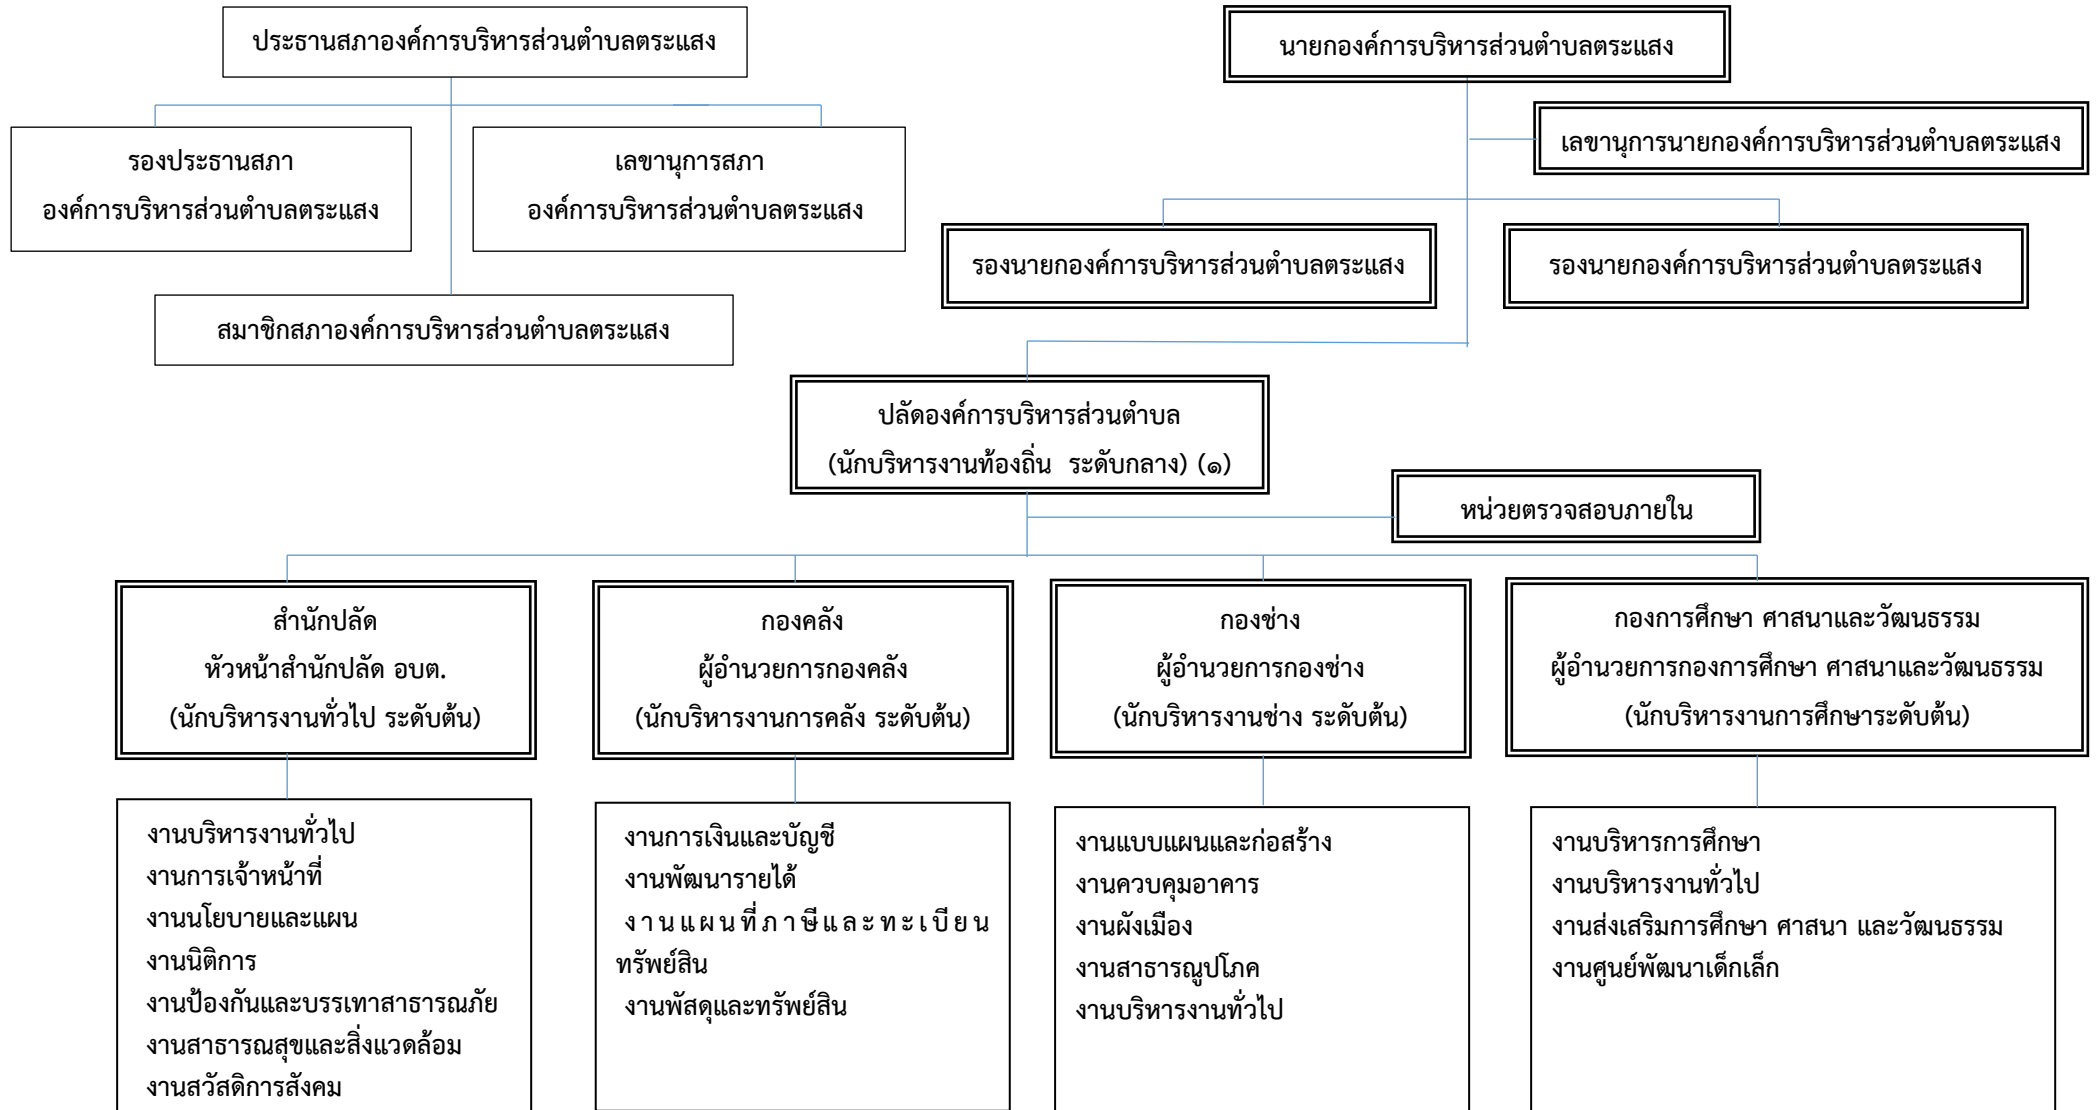 ประธานสภาองค์การบริหารส่วนตำบลตระแสง
นายกองค์การบริหารส่วนตำบลตระแสง
เลขานุการนายกองค์การบริหารส่วนตำบลตระแสง
รองประธานสภา
องค์การบริหารส่วนตำบลตระแสง
เลขานุการสภา
องค์การบริหารส่วนตำบลตระแสง
รองนายกองค์การบริหารส่วนตำบลตระแสง
รองนายกองค์การบริหารส่วนตำบลตระแสง
สมาชิกสภาองค์การบริหารส่วนตำบลตระแสง
ปลัดองค์การบริหารส่วนตำบล
(นักบริหารงานท้องถิ่น ระดับกลาง) (๑)
หน่วยตรวจสอบภายใน
สำนักปลัด
หัวหน้าสำนักปลัด อบต.
(นักบริหารงานทั่วไป ระดับต้น)
กองคลัง
ผู้อำนวยการกองคลัง
(นักบริหารงานการคลัง ระดับต้น)
กองช่าง
ผู้อำนวยการกองช่าง
(นักบริหารงานช่าง ระดับต้น)
กองการศึกษา ศาสนาและวัฒนธรรม
ผู้อำนวยการกองการศึกษา ศาสนาและวัฒนธรรม
(นักบริหารงานการศึกษาระดับต้น)
งานบริหารงานทั่วไป
งานการเจ้าหน้าที่
งานนโยบายและแผน
งานนิติการ
งานป้องกันและบรรเทาสาธารณภัย
งานสาธารณสุขและสิ่งแวดล้อม
งานสวัสดิการสังคม
งานการเงินและบัญชี
งานพัฒนารายได้
งานแผนที่ภาษีและทะเบียน
ทรัพย์สิน
งานพัสดุและทรัพย์สิน
งานแบบแผนและก่อสร้าง
งานควบคุมอาคาร
งานผังเมือง
งานสาธารณูปโภค
งานบริหารงานทั่วไป
งานบริหารการศึกษา
งานบริหารงานทั่วไป
งานส่งเสริมการศึกษา ศาสนา และวัฒนธรรม
งานศูนย์พัฒนาเด็กเล็ก